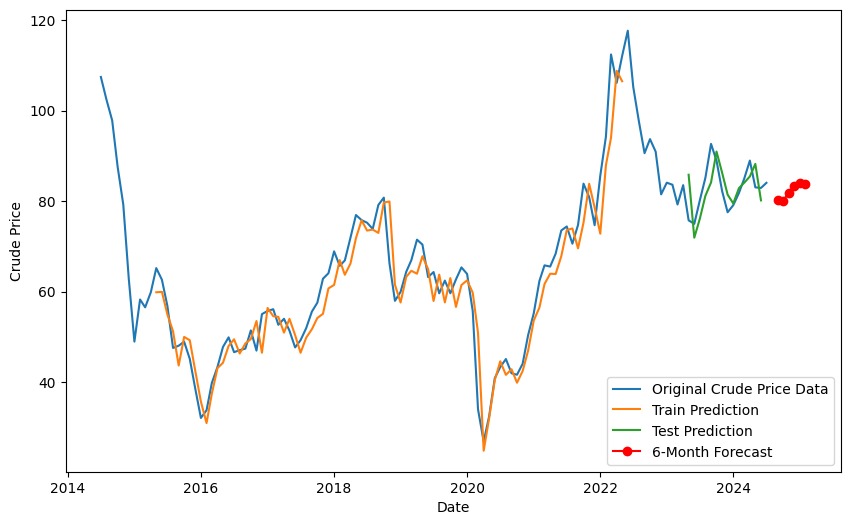 120
100
80
60
40
Crude Price
2014
2016
2018
2020
2022
2024
Date
Original Crude Price Data
Train Prediction
Test Prediction
6-Month Forecast